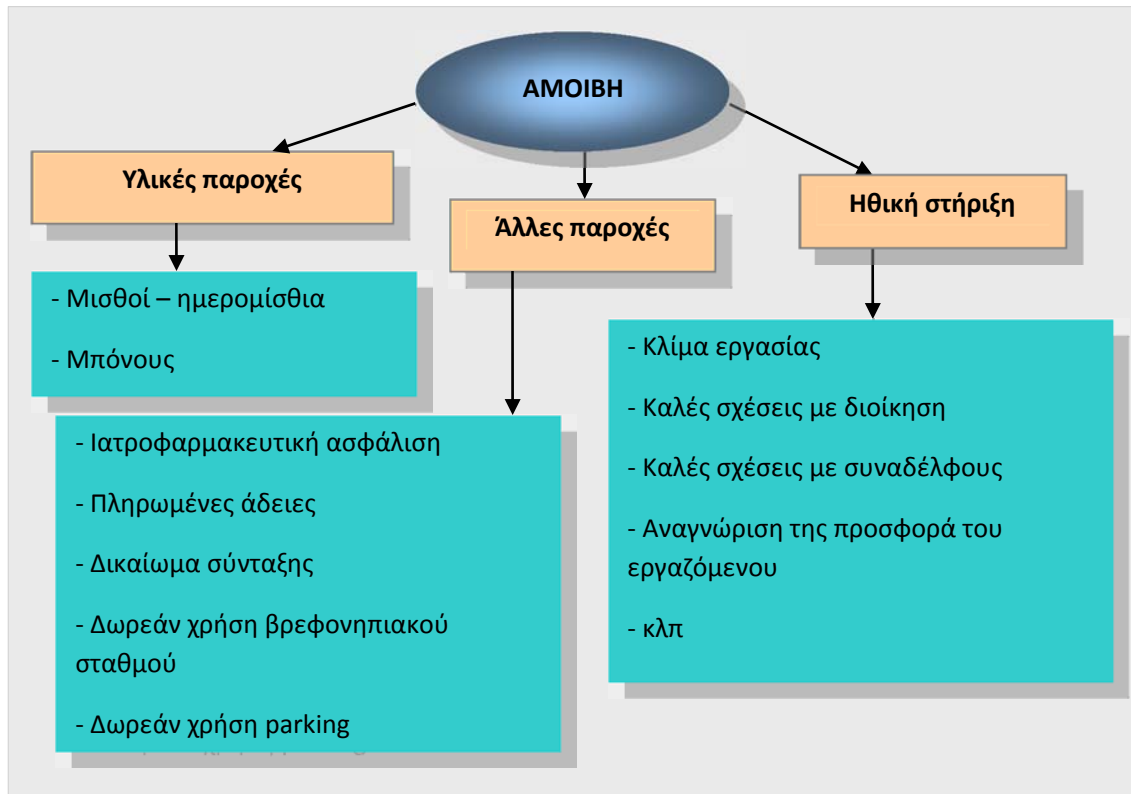 ΑΜΟΙΒΗ
Υλικές παροχές
Άλλες παροχές
Ηθική στήριξη
- Μισθοί – ημερομίσθια
- Μπόνους
- Ιατροφαρμακευτική ασφάλιση
- Πληρωμένες άδειες
- Δικαίωμα σύνταξης
- Δωρεάν χρήση βρεφονηπιακού
σταθμού
- Δωρεάν χρήση parking
- Κλίμα εργασίας
- Καλές σχέσεις με διοίκηση
- Καλές σχέσεις με συναδέλφους
- Αναγνώριση της προσφορά του
εργαζόμενου
- κλπ